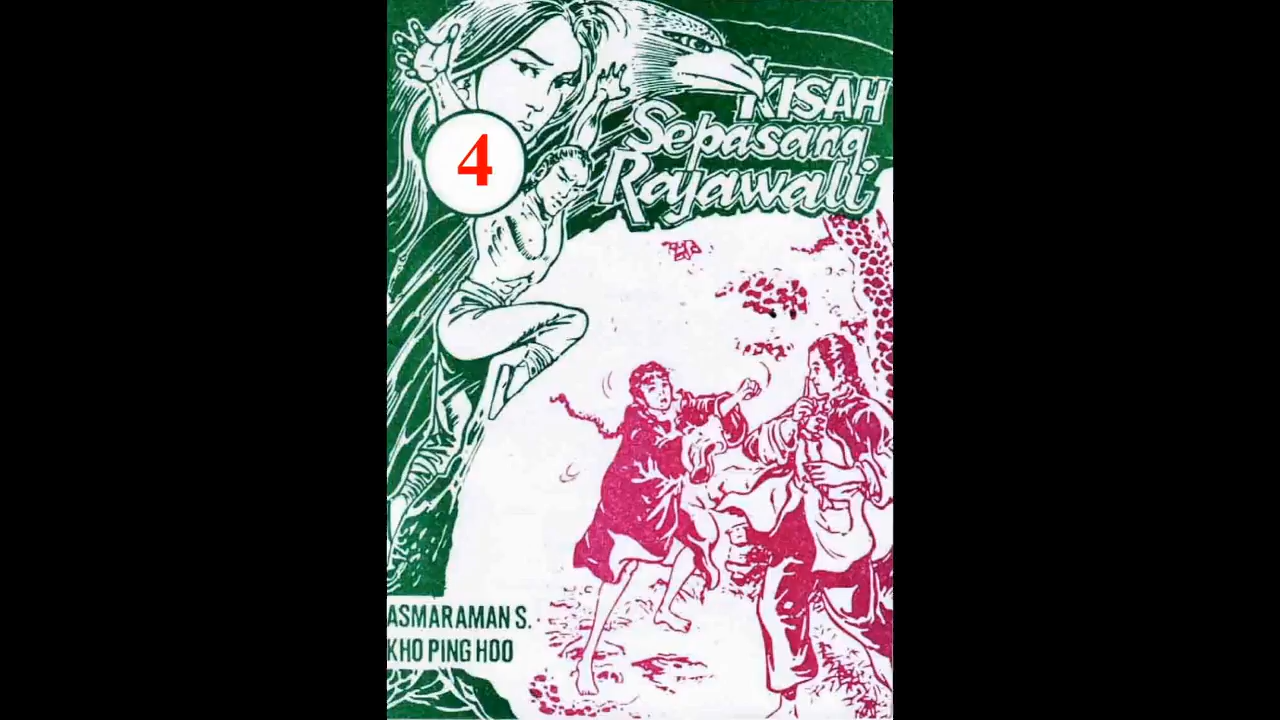 KISAH
Sepasang
Rajawali
4
ASMARAMAN S.
KHO PING HOO